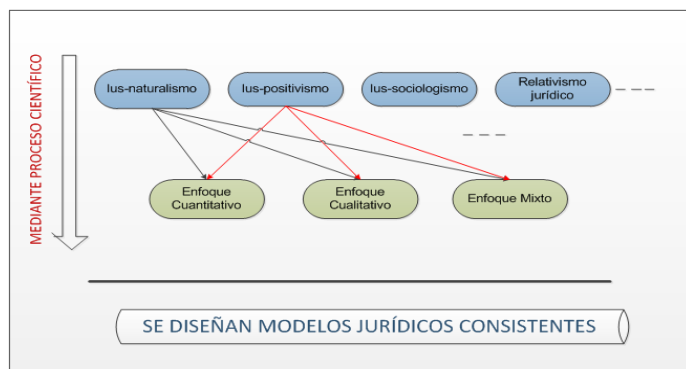 MEDIANTE PROCESO CIENTÍFICO
Ius-naturalismo
Ius-positivismo
Ius-sociologismo
Relativismo
jurídico
Enfoque
Cuantitativo
Enfoque
Cualitativo
Enfoque Mixto
SE DISEÑAN MODELOS JURÍDICOS CONSISTENTES